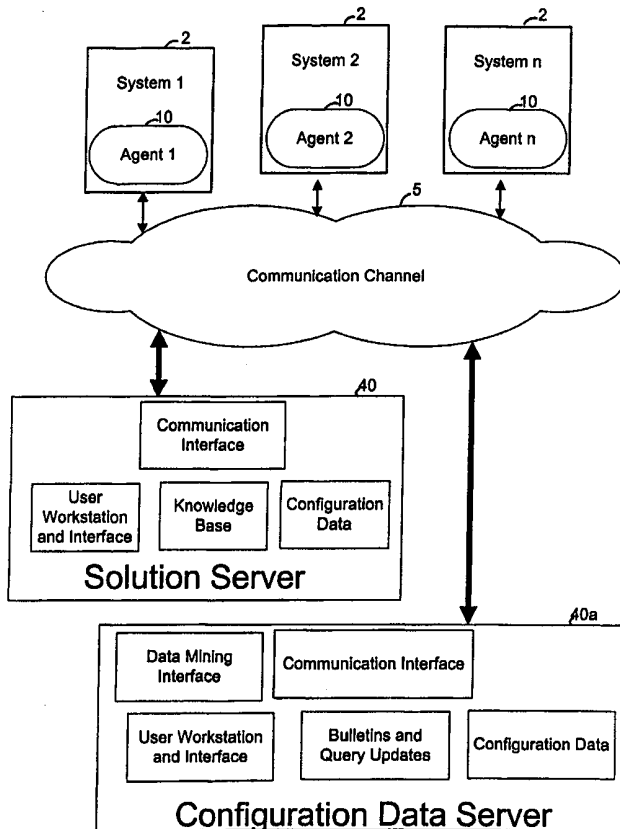 2
2
2
System 1
System 2
System n
10
10
10
Agent 1
Agent 2
Agent n
5
Communication Channel
40
Communication
Interface
User
Workstation
and Interface
Knowledge
Base
Configuration
Data
Solution Server
40a
Data Mining
Interface
Communication Interface
User Workstation
and Interface
Bulletins and
Query Updates
Configuration Data
Configuration Data Server